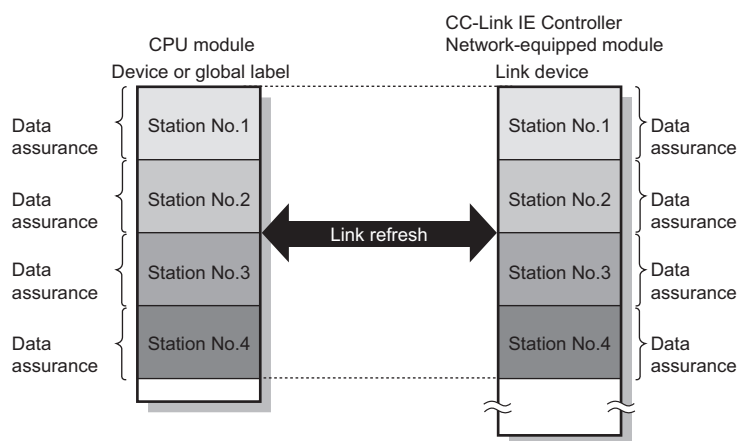 CPU module
Device or global label
CC-Link IE Controller
Network-equipped module
Link device
Data
assurance
Station No.1
Station No.1
Data
assurance
Data
assurance
Station No.2
Station No.2
Data
assurance
Link refresh
Data
assurance
Station No.3
Station No.3
Data
assurance
Data
assurance
Station No.4
Station No.4
Data
assurance